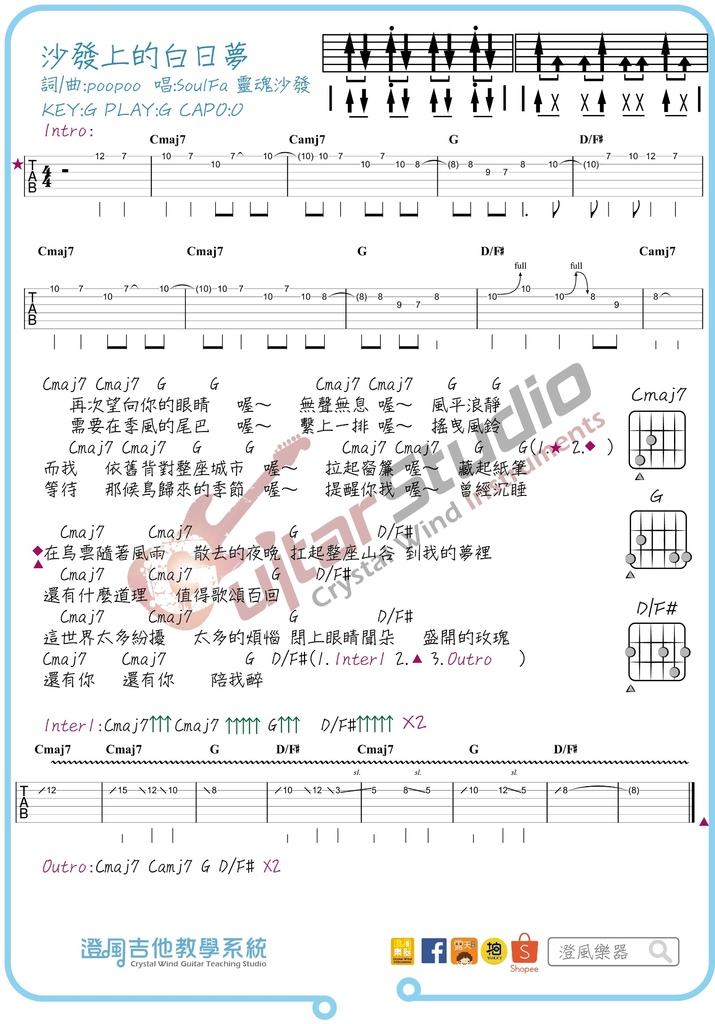 沙發上的白日夢
詞/曲:poopoo 唱:SoulFa 靈魂沙發
KEY:G PLAY:G CAPO:0
Intro:
Cmaj7 Camj7 G D/F#
T A B 4 4 12 7 10 7 10 7 10 (10) 10 7 10 7 10 8 (8) 8 9 7 8 10 (10) 7 10 12 7
Cmaj7 Cmaj7 G D/F# Camj7
full full
10 7 10 7 10 (10) 10 7 10 7 10 8 (8) 8 9 7 8 10 10 10 8 9 8
Cmaj7 Cmaj7 G G Cmaj7 Cmaj7 G G
再次望向你的眼睛 喔~ 無聲無息 喔~ 風平浪靜
需要在季風的尾巴 喔~ 繫上一排 喔~ 搖曳風鈴
Cmaj7 Cmaj7 G G Cmaj7 Cmaj7 G G(1.★ 2.◆ )
而我 依舊背對整座城市 喔~ 拉起窗簾 喔~ 藏起紙筆
等待 那候鳥歸來的季節 喔~ 提醒你我 喔~ 曾經沉睡
Cmaj7
G
D/F#
Cmaj7 Cmaj7 G D/F#
在烏雲隨著風雨 散去的夜晚 扛起整座山谷 到我的夢裡
Cmaj7 Cmaj7 G D/F#
還有什麼道理 值得歌頌百回
Cmaj7 Cmaj7 G D/F#
這世界太多紛擾 太多的煩惱 閉上眼睛聞朵 盛開的玫瑰
Cmaj7 Cmaj7 G D/F#(1.Inter1 2.▲ 3.Outro )
還有你 還有你 陪我醉
Inter1:Cmaj7↑↑↑ Cmaj7 ↑↑↑↑↑ G↑↑↑ D/F#↑↑↑↑↑ X2
Cmaj7 Cmaj7 G D/F# Cmaj7 G D/F#
sl. sl. sl.
T A B 12 15 12 10 8 10 12 3 5 8 5 10 12 5 8 (8)
Outro:Cmaj7 Camj7 G D/F# X2
GuitarStudio
Crystal Wind Instruments
澄風吉他教學系統
Crystal Wind Guitar Teaching Studio
Shopee
澄風樂器